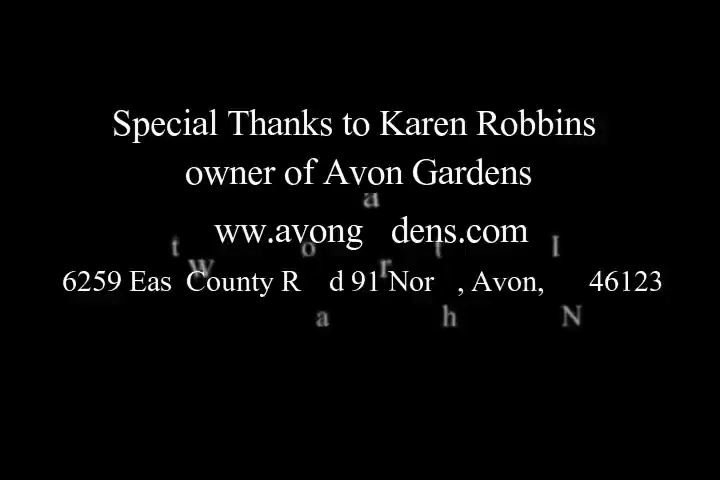 Special Thanks to Karen Robbins
owner of Avon Gardens
a
ww.avong dens.com
t o t I
w r
6259 Eas County R d 91 Nor , Avon, 46123
a h N